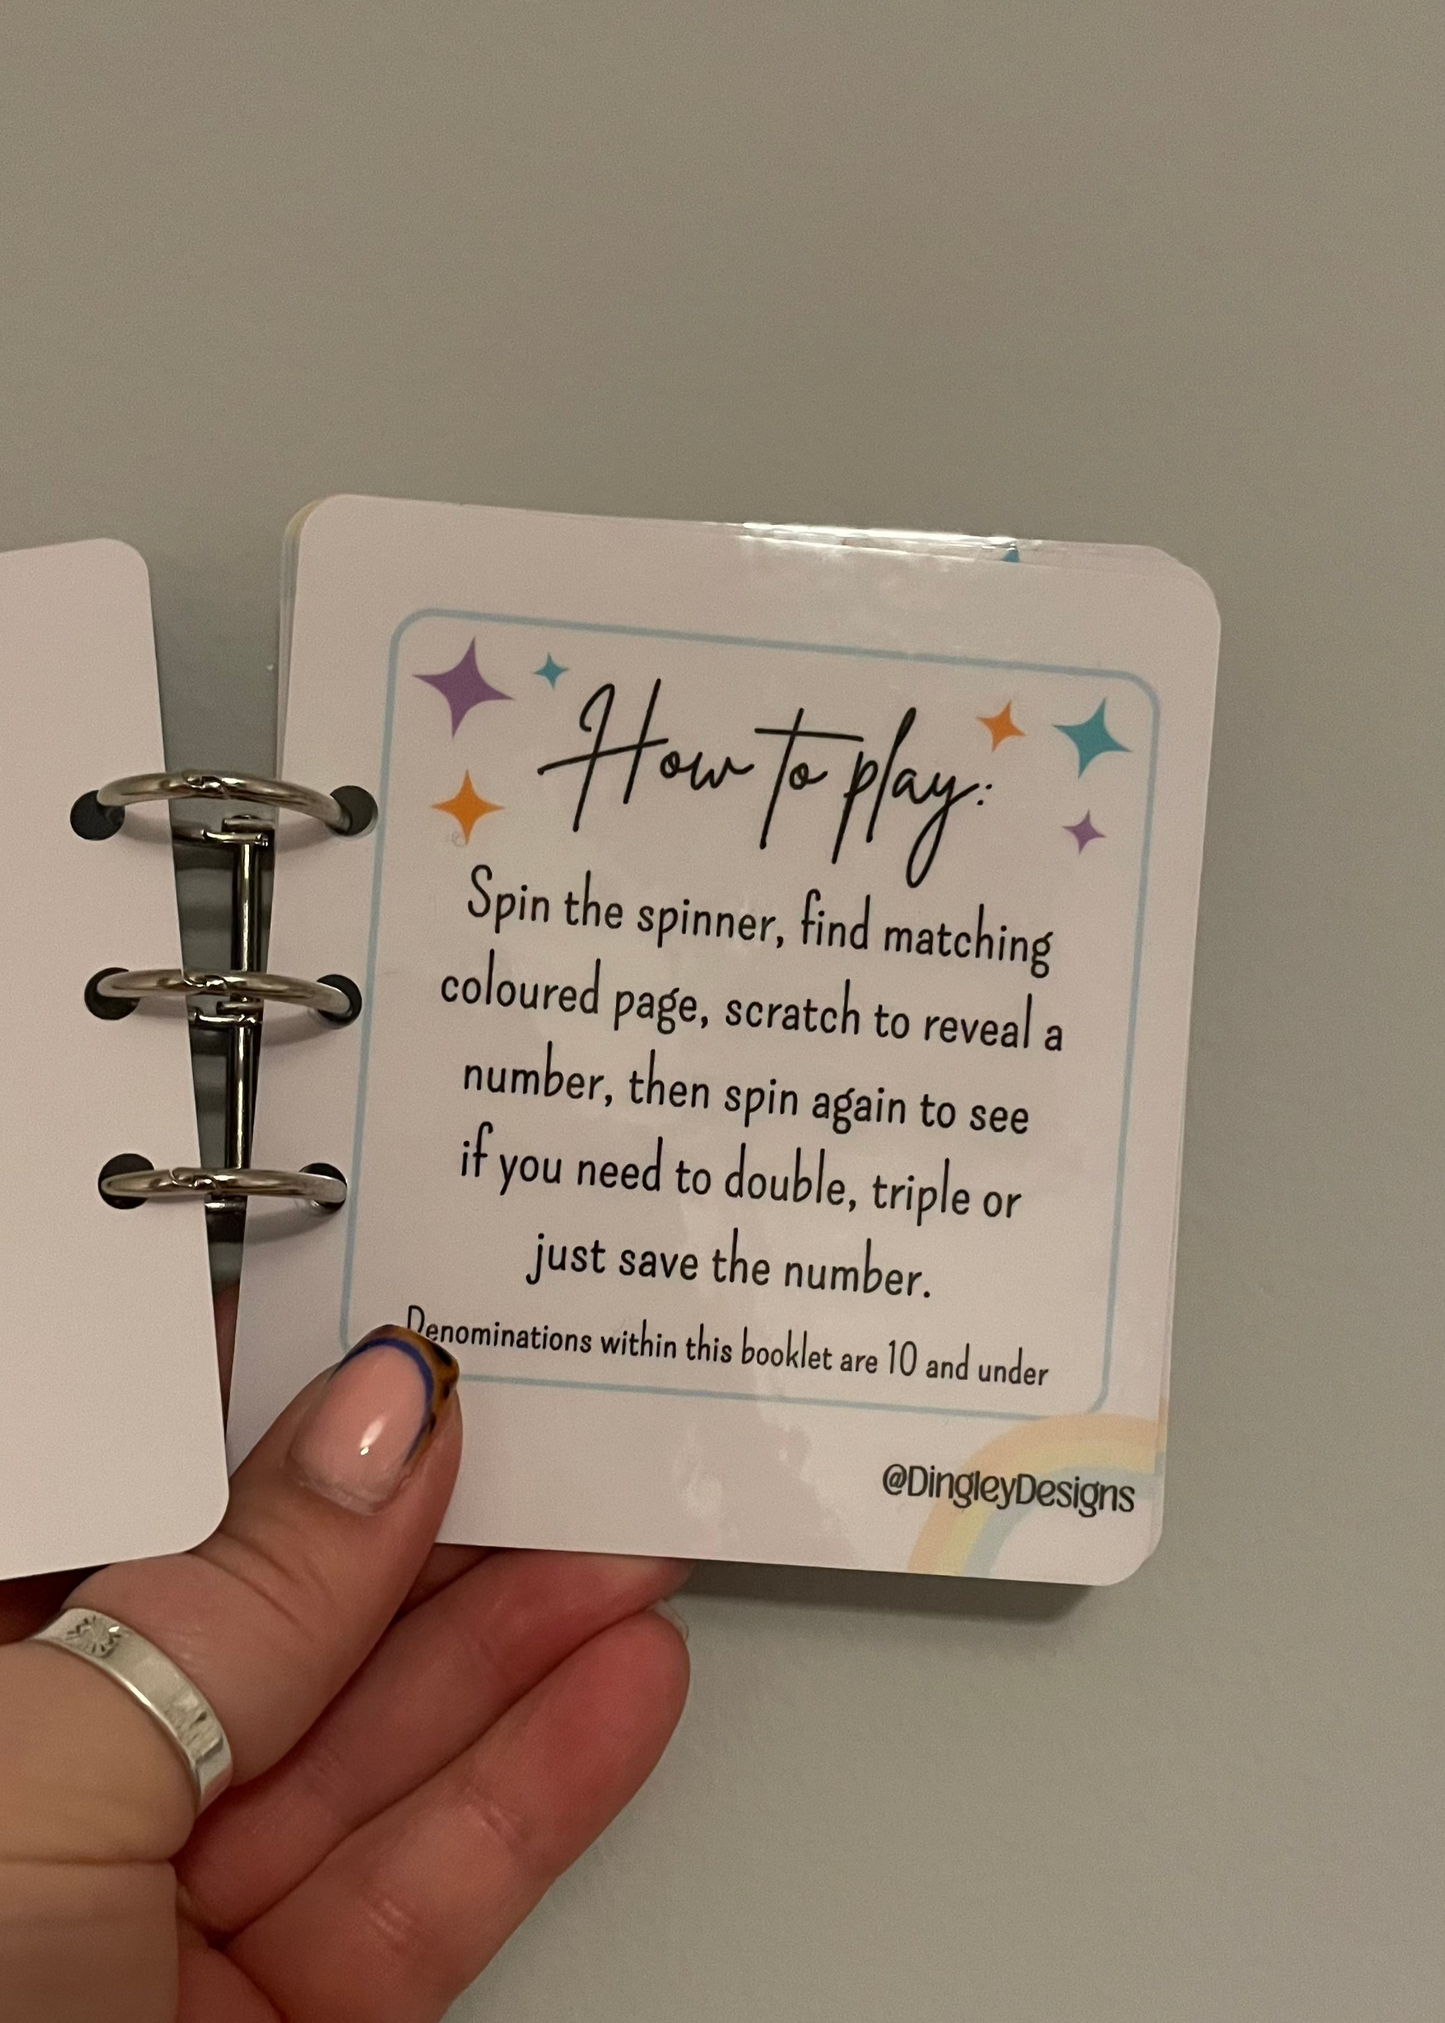 How to play:
Spin the spinner, find matching
coloured page, scratch to reveal a
number, then spin again to see
if you need to double, triple or
just save the number.
Denominations within this booklet are 10 and under
@DingleyDesigns